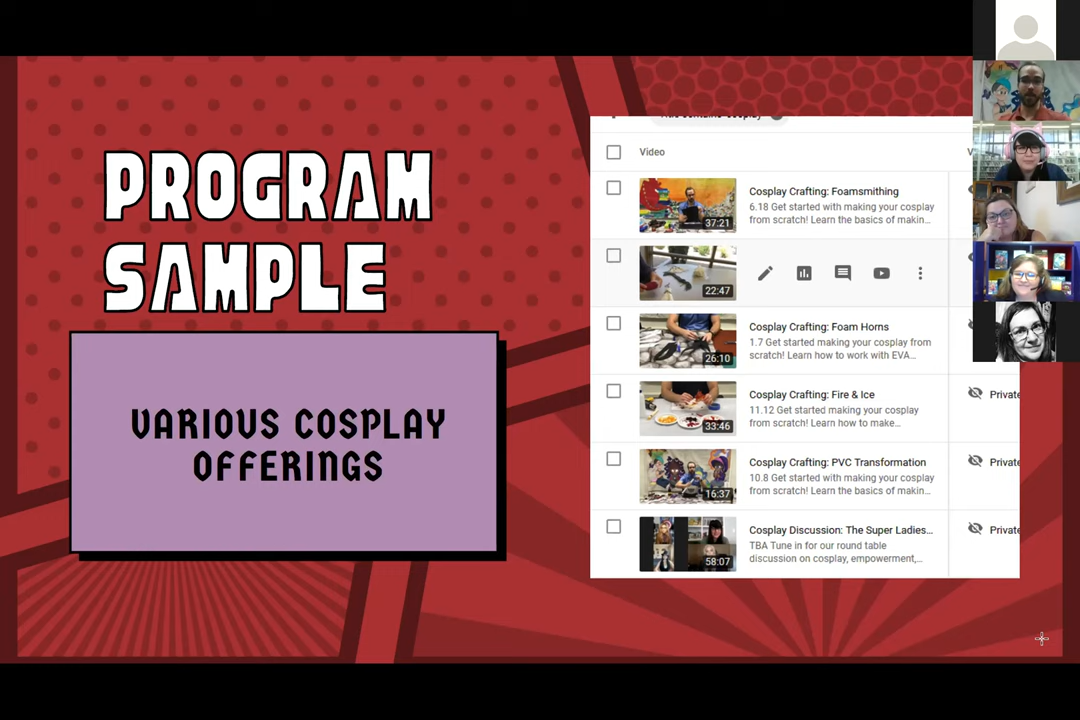 PROGRAM
SAMPLE
VARIOUS COSPLAY
OFFERINGS
Video
37:21
Cosplay Crafting: Foamsmithing
6.18 Get started with making your cosplay
from scratch! Learn the basics of makin...
22:47
26:10
Cosplay Crafting: Foam Horns
1.7 Get started making your cosplay from
scratch! Learn how to work with EVA...
33:46
Cosplay Crafting: Fire & Ice
11.12 Get started making your cosplay
from scratch! Learn how to make...
Private
16:37
Cosplay Crafting: PVC Transformation
10.8 Get started with making your cosplay
from scratch! Learn the basics of makin...
Private
58:07
Cosplay Discussion: The Super Ladies...
TBA Tune in for our round table
discussion on cosplay, empowerment,...
Private